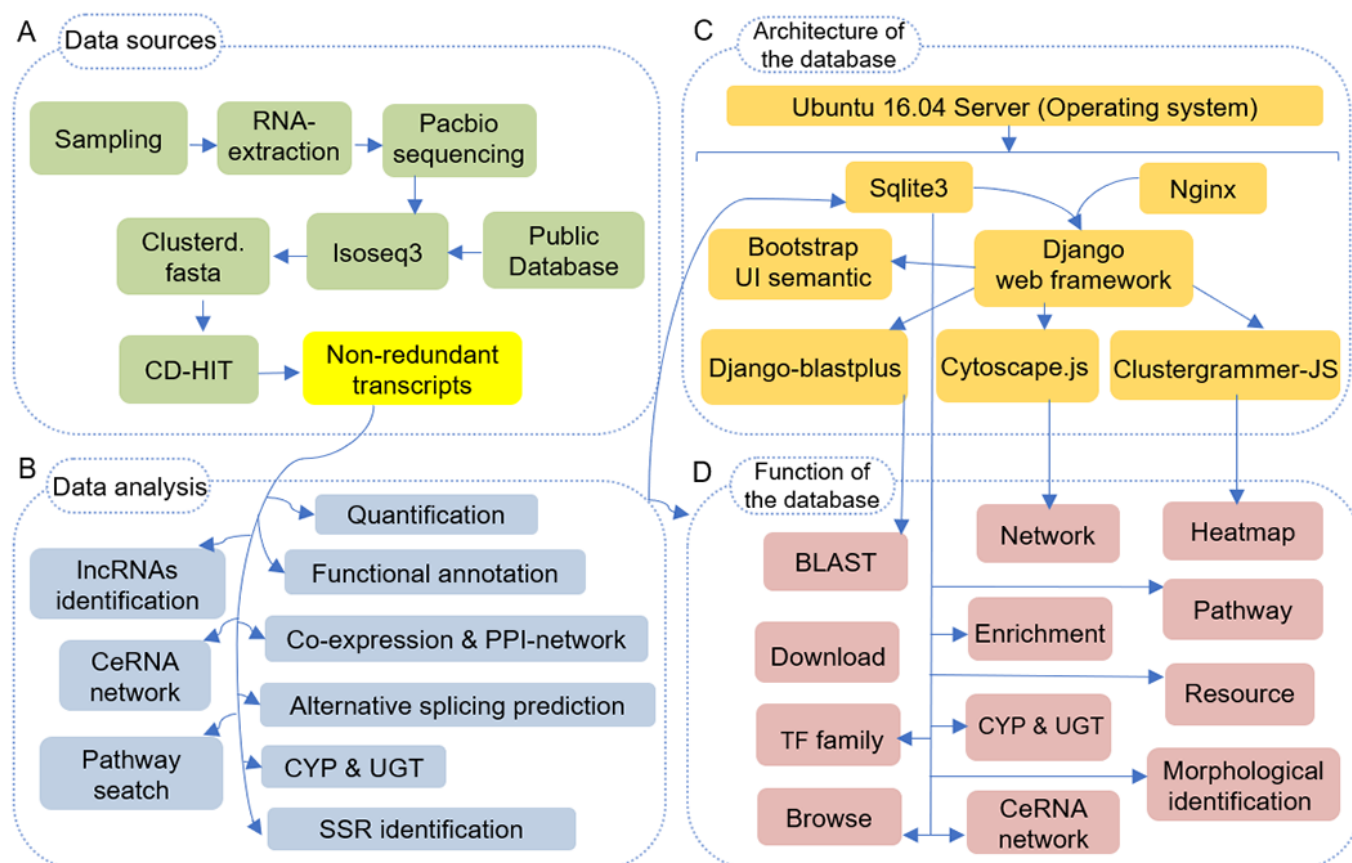 A
Data sources
Sampling
RNA-
extraction
Pacbio
sequencing
Clusterd.
fasta
Isoseq3
Public
Database
CD-HIT
Non-redundant
transcripts
B
Data analysis
Quantification
lncRNAs
identification
Functional annotation
Co-expression & PPI-network
CeRNA
network
Alternative splicing prediction
Pathway
seatch
CYP & UGT
SSR identification
C
Architecture of
the database
Ubuntu 16.04 Server (Operating system)
Sqlite3
Nginx
Bootstrap
UI semantic
Django
web framework
Django-blastplus
Cytoscape.js
Clustergrammer-JS
D
Function of
the database
BLAST
Network
Heatmap
Pathway
Enrichment
Download
Resource
TF family
CYP & UGT
Morphological
identification
Browse
CeRNA
network